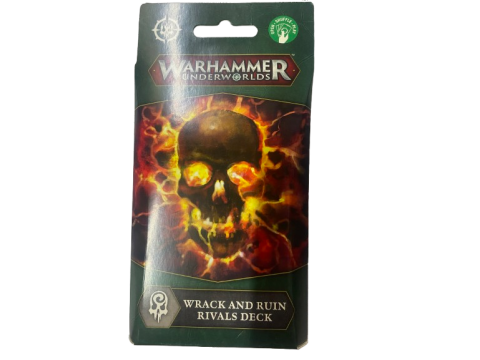 WARHAMMER
UNDERWORLDS
WRACK AND RUIN
RIVALS DECK